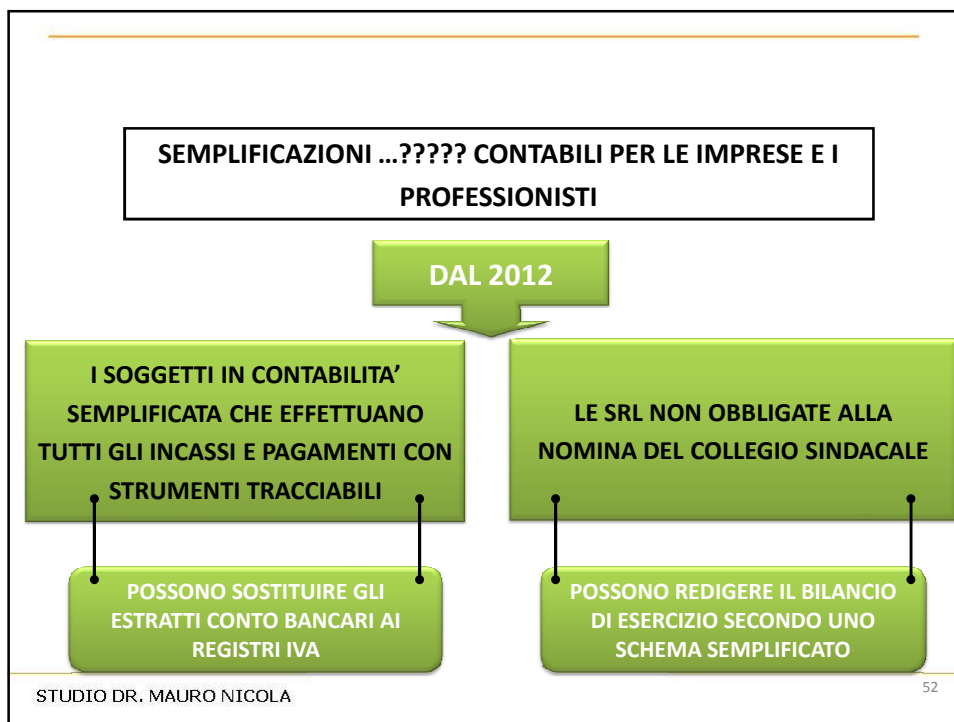 SEMPLIFICAZIONI ...????? CONTABILI PER LE IMPRESE E I
PROFESSIONISTI
DAL 2012
I SOGGETTI IN CONTABILITA’
SEMPLIFICATA CHE EFFETTUANO
TUTTI GLI INCASSI E PAGAMENTI CON
STRUMENTI TRACCIABILI
LE SRL NON OBBLIGATE ALLA
NOMINA DEL COLLEGIO SINDACALE
POSSONO SOSTITUIRE GLI
ESTRATTI CONTO BANCARI AI
REGISTRI IVA
POSSONO REDIGERE IL BILANCIO
DI ESERCIZIO SECONDO UNO
SCHEMA SEMPLIFICATO
STUDIO DR. MAURO NICOLA
52